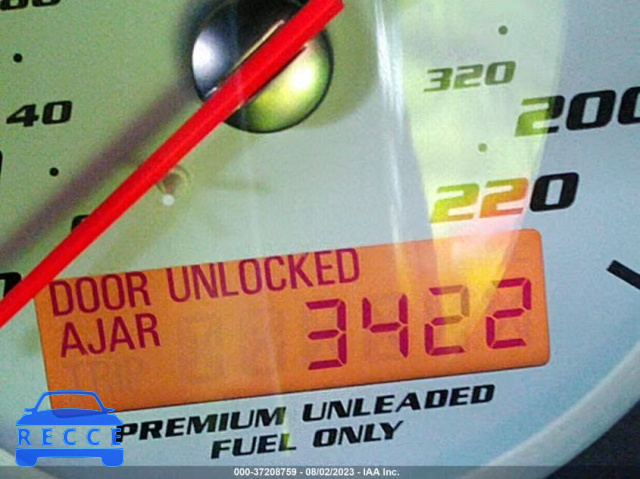 40
320
200
220
DOOR UNLOCKED
AJAR 3422
TRIP
PREMIUM UNLEADED
FUEL ONLY
RECCE
000-37208759 - 08/02/2023 - IAA Inc.